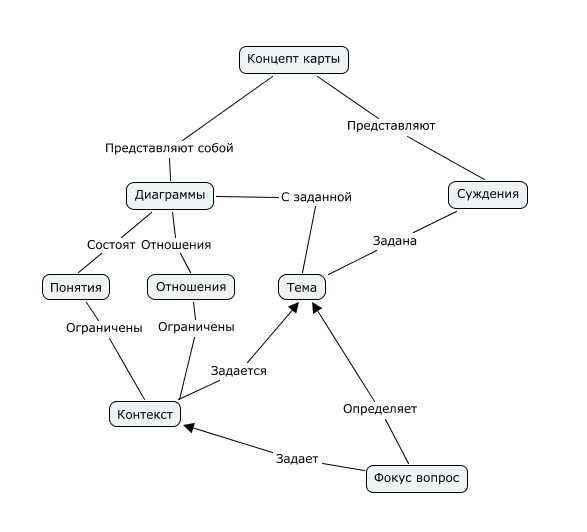 Концепт карты
Представляют
Представляют собой
Диаграммы
С заданной
Суждения
Состоят
Отношения
Задана
Понятия
Отношения
Тема
Ограничены
Ограничены
Задается
Контекст
Определяет
Задает
Фокус вопрос